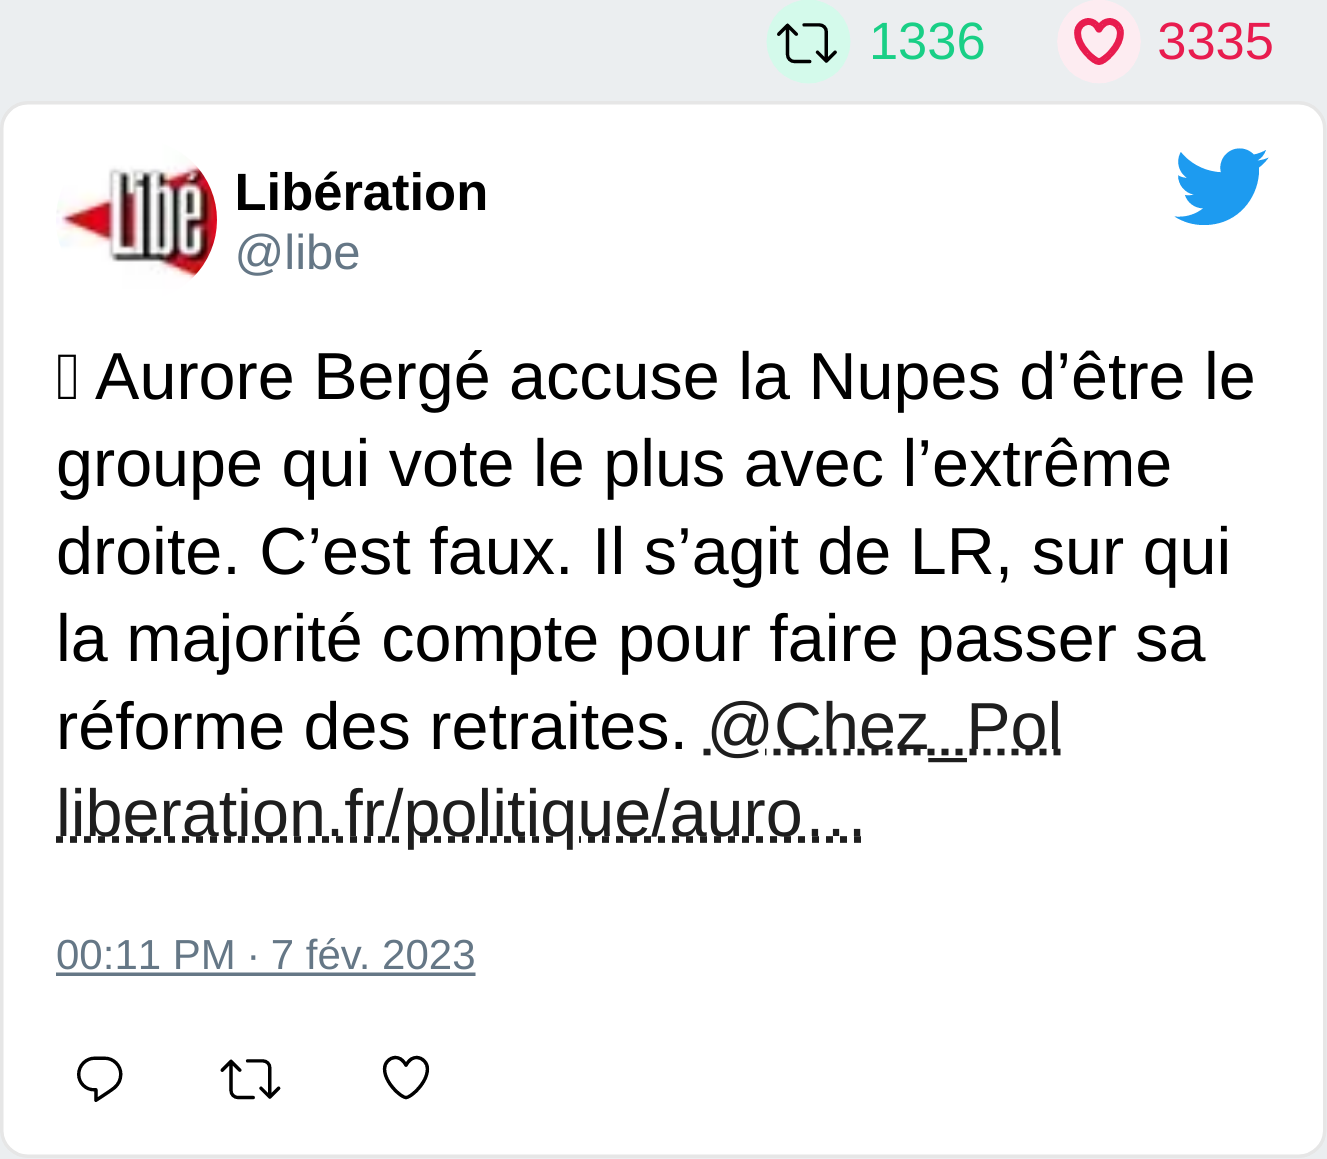 1336 3335
Libé
Libération
@libe
Aurore Bergé accuse la Nupes d’être le
groupe qui vote le plus avec l’extrême
droite. C’est faux. Il s’agit de LR, sur qui
la majorité compte pour faire passer sa
réforme des retraites. @Chez_Pol
liberation.fr/politique/auro…
00:11 PM · 7 fév. 2023